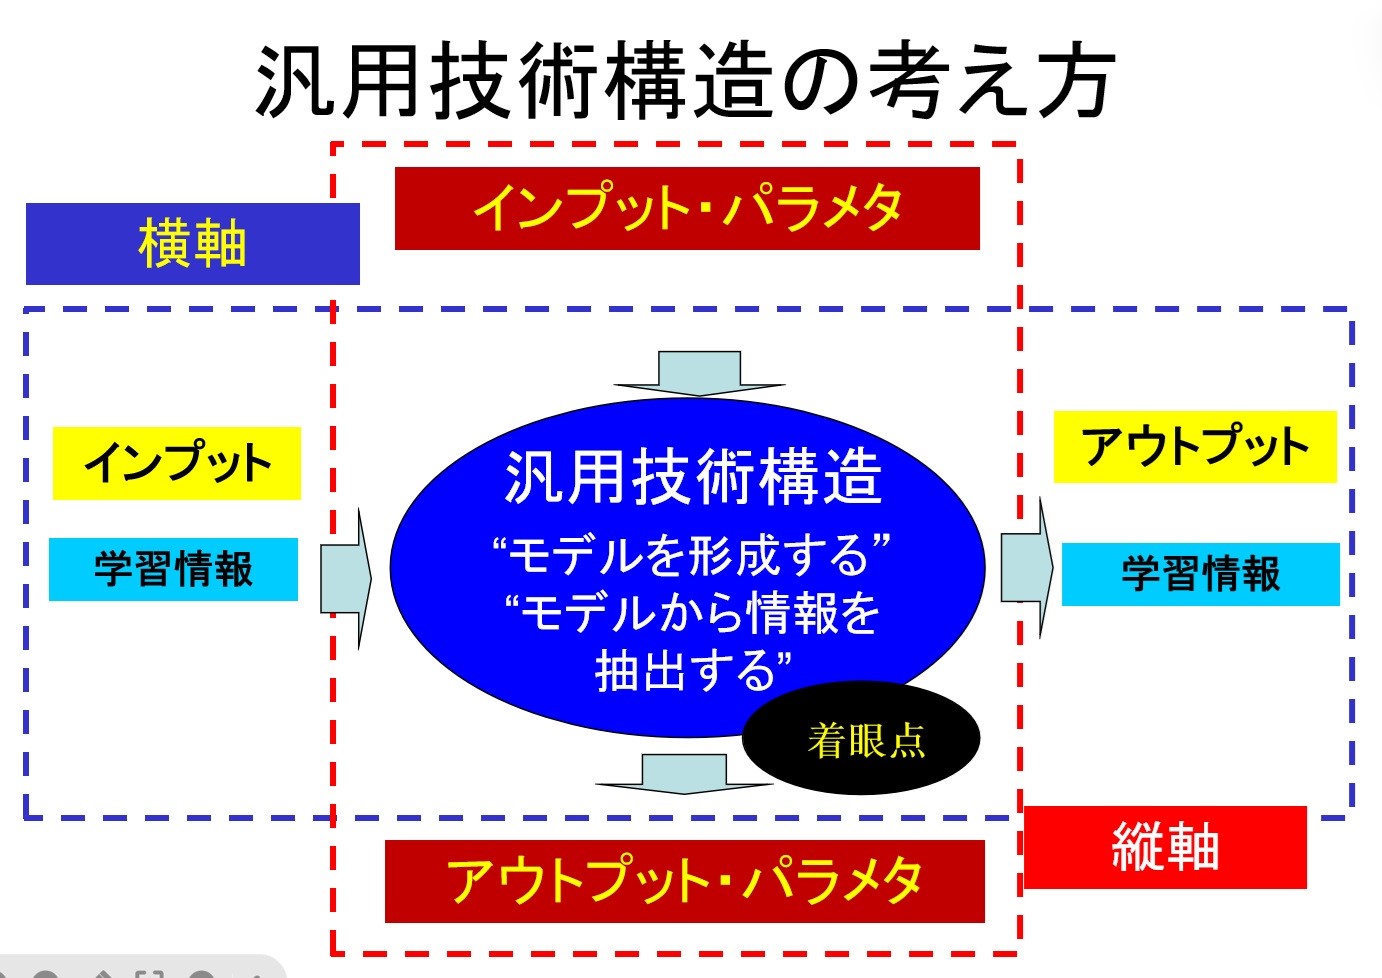 汎用技術構造の考え方
インプット・パラメタ
横軸
インプット
学習情報
汎用技術構造
“モデルを形成する”
“モデルから情報を
抽出する”
着眼点
アウトプット
学習情報
アウトプット・パラメタ
縦軸